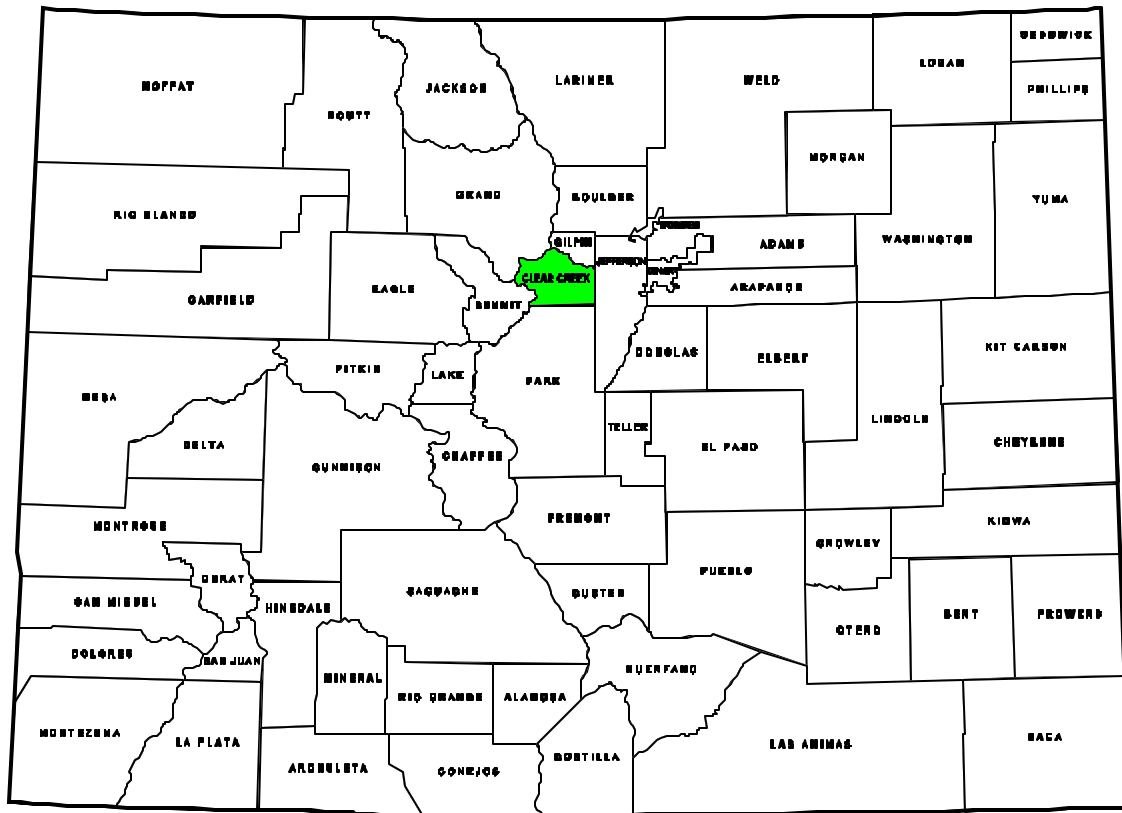 MOFFAT
ROUTT
JACKSON
LARIMER
WELD
LOGAN
SEDGWICK
PHILLIPS
MORGAN
RIO BLANCO
GRAND
BOULDER
YUMA
GILPIN
ADAMS
WASHINGTON
JEFFERSON
CLEAR CREEK
ARAPAHOE
GARFIELD
EAGLE
SUMMIT
DOUGLAS
ELBERT
KIT CARSON
PITKIN
LAKE
PARK
MESA
LINCOLN
TELLER
CHEYENNE
DELTA
EL PASO
GUNNISON
CHAFFEE
FREMONT
KIOWA
MONTROSE
CROWLEY
PUEBLO
OURAY
SAGUACHE
CUSTER
SAN MIGUEL
HINSDALE
BENT
PROWERS
OTERO
DOLORES
SAN JUAN
HUERFANO
MINERAL
RIO GRANDE
ALAMOSA
MONTEZUMA
LA PLATA
LAS ANIMAS
BACA
COSTILLA
ARCHULETA
CONEJOS